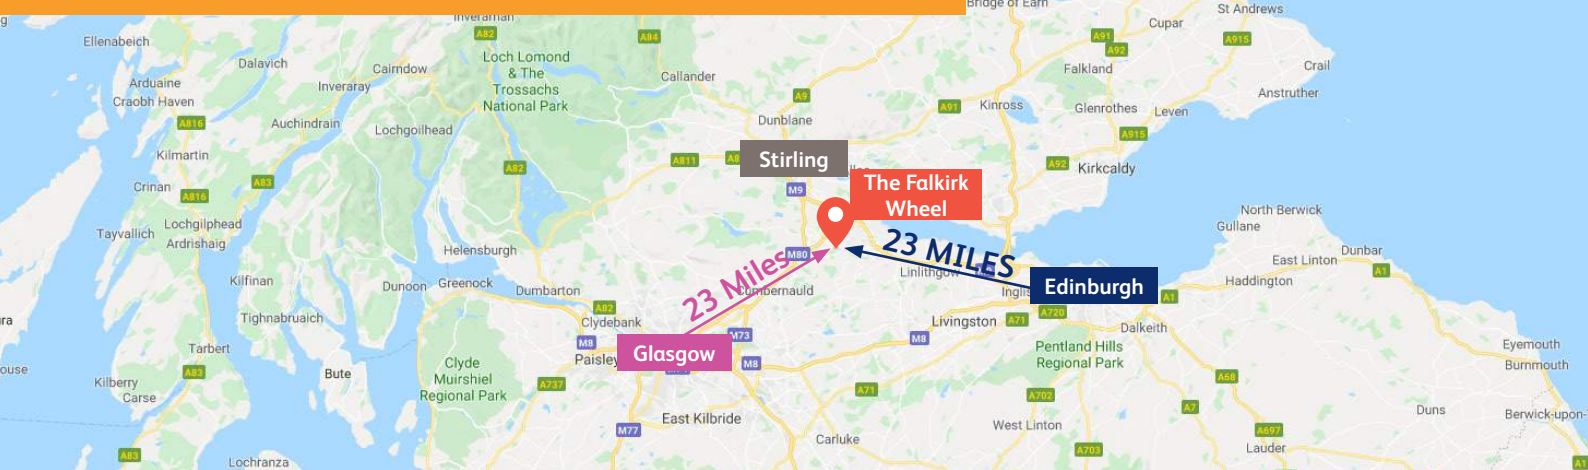 Bridge of Earn
St Andrews
Inveraman
A82
A84
Cupar
A91
A92
A915
Ellenabeich
Dalavich
Cairndow
Loch Lomond
& The
Trossachs
National Park
Callander
Falkland
Crail
Arduaine
Craobh Haven
Inveraray
A9
A91
Kinross
Glenrothes
Leven
Anstruther
A816
Auchindrain
Lochgoilhead
Dunblane
A915
Kilmartin
A811
Stirling
A92
Kirkcaldy
A82
Crinan
A83
A816
M9
The Falkirk
Wheel
Lochgilphead
Tayvallich
Ardrishaig
North Berwick
Gullane
Helensburgh
M80
23 MILES
Dunbar
East Linton
A1
Kilfinan
Dunoon
Greenock
Dumbarton
23 Miles
Linlithgow
Edinburgh
Haddington
A1
A82
Clydebank
Tighnabruaich
M73
Livingston
A71
A720
Dalkeith
Tarbert
M8
Paisley
Glasgow
M8
M8
Pentland Hills
Regional Park
Eyemouth
Burnmouth
Bute
Clyde
Muirshiel
Regional Park
A83
Kilberry
Carse
A737
A71
A702
A68
A7
East Kilbride
Duns
M77
Carluke
West Linton
A697
Lauder
A83
Lochranza
A703